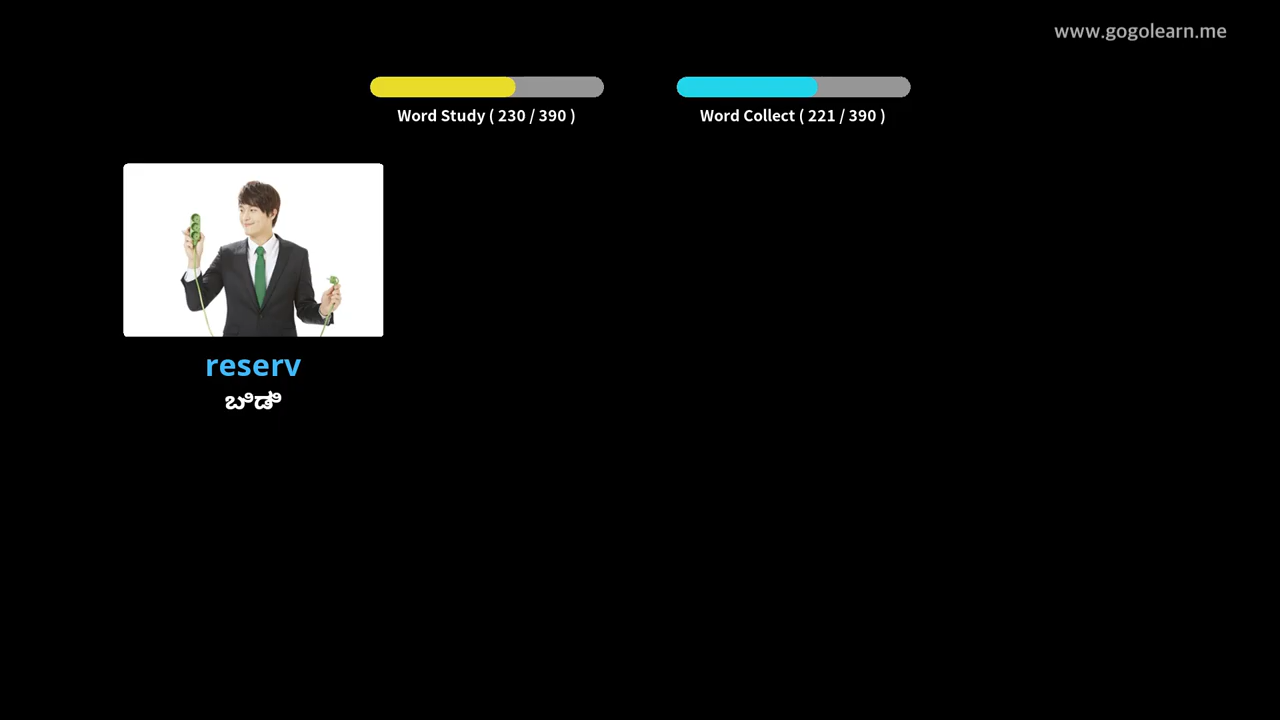 www.gogolearn.me
Word Study ( 230 / 390 )
Word Collect ( 221 / 390 )
reserv
ಬಿಡಿ